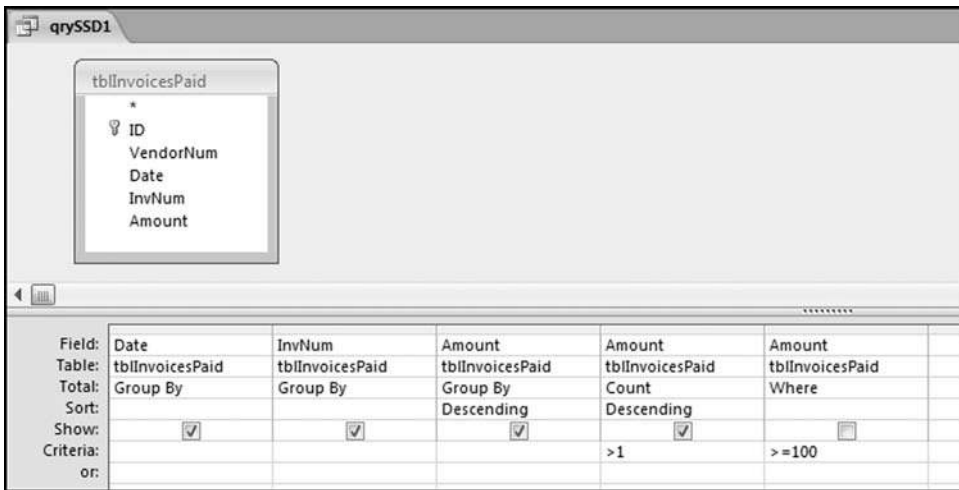 qrySSD1
tblInvoicesPaid
*
ID
VendorNum
Date
InvNum
Amount
Field: Date InvNum Amount Amount Amount
Table: tblInvoicesPaid tblInvoicesPaid tblInvoicesPaid tblInvoicesPaid tblInvoicesPaid
Total: Group By Group By Group By Count Where
Sort: Descending Descending
Show:
Criteria: >1 >=100
or: